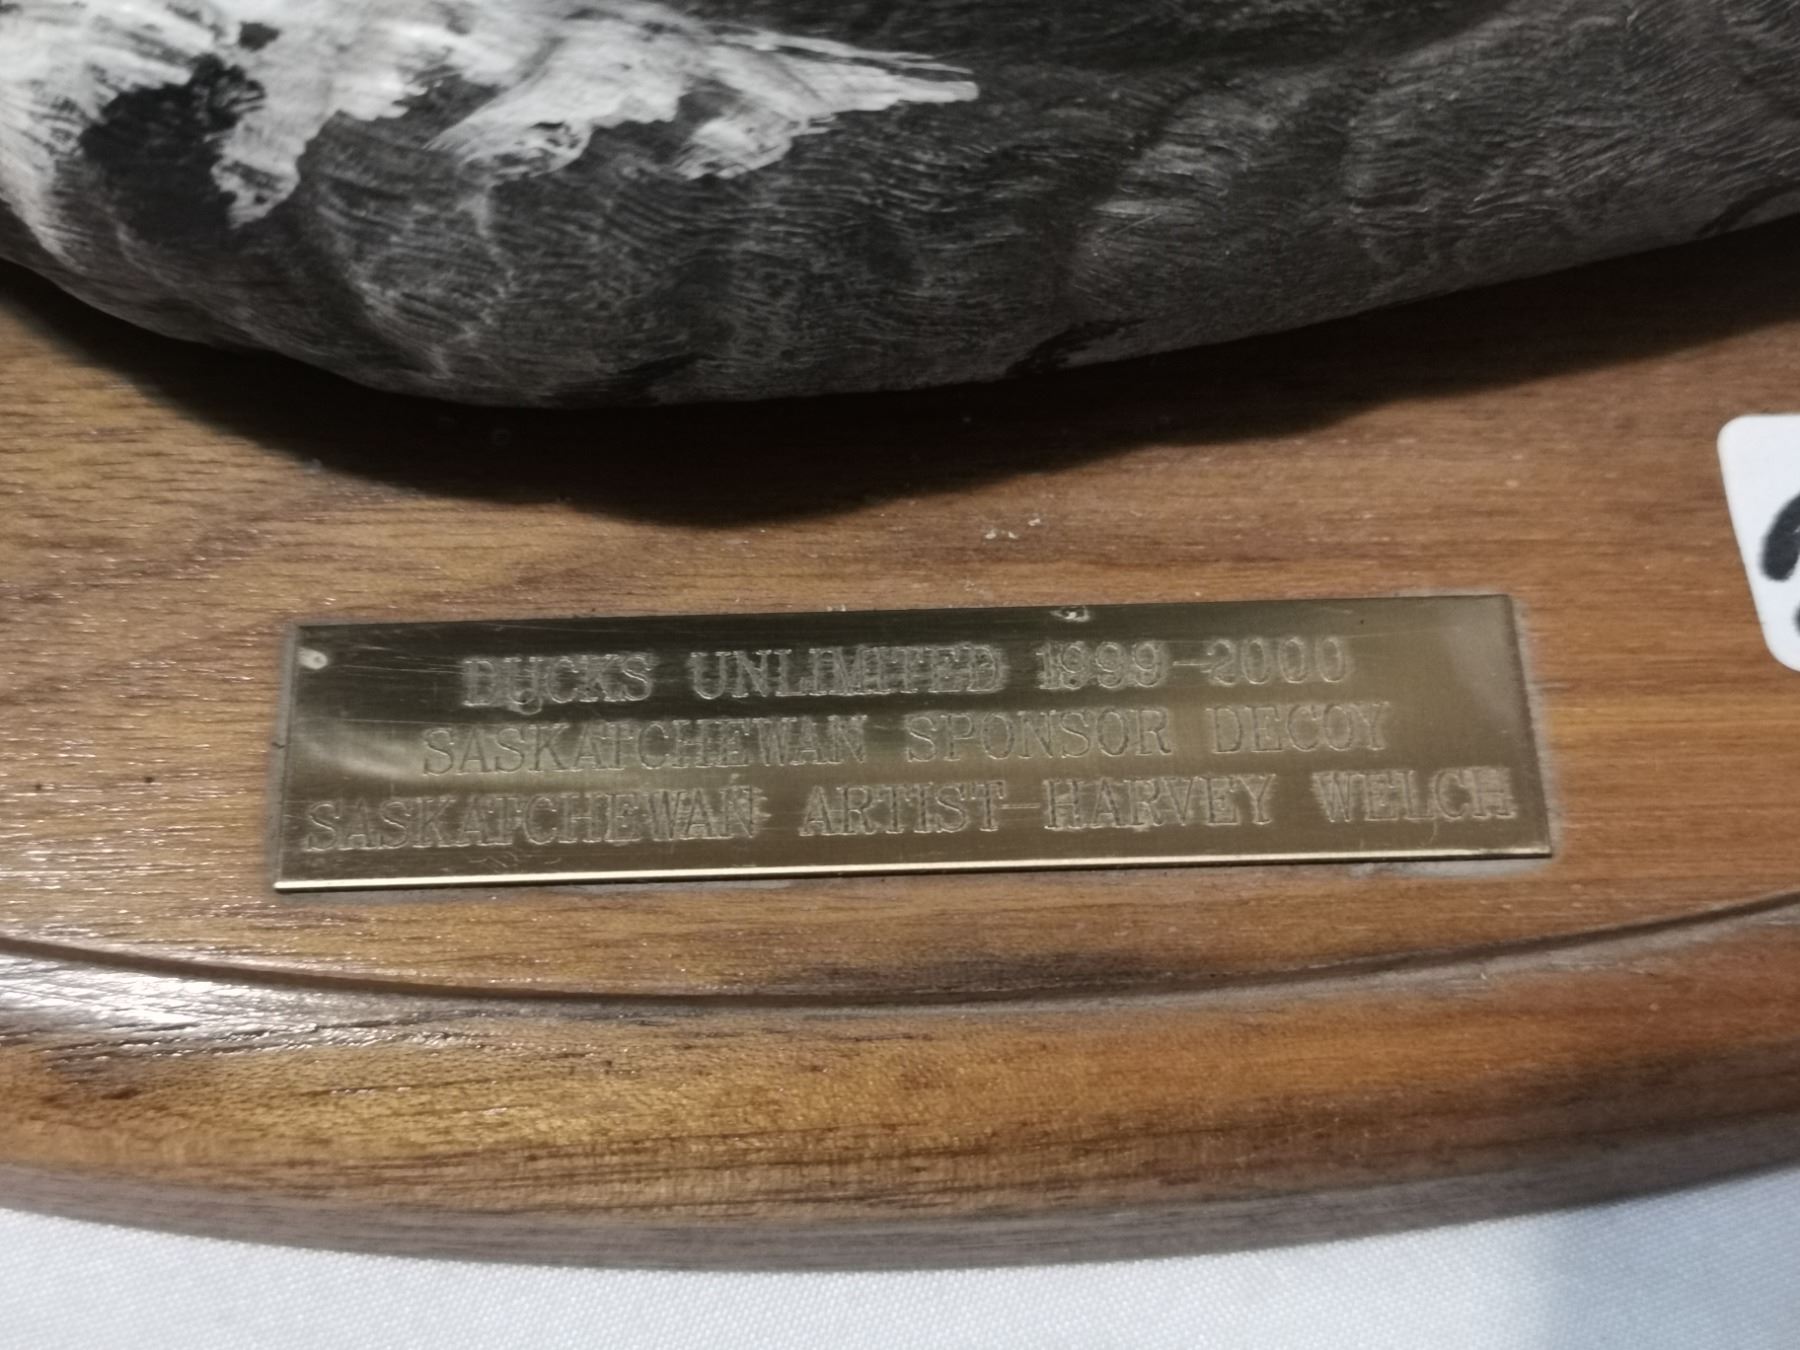 DUCKS UNLIMITED 1999-2000
SASKATCHEWAN SPONSOR DECOY
SASKATCHEWAN ARTIST-HARVEY WELCH